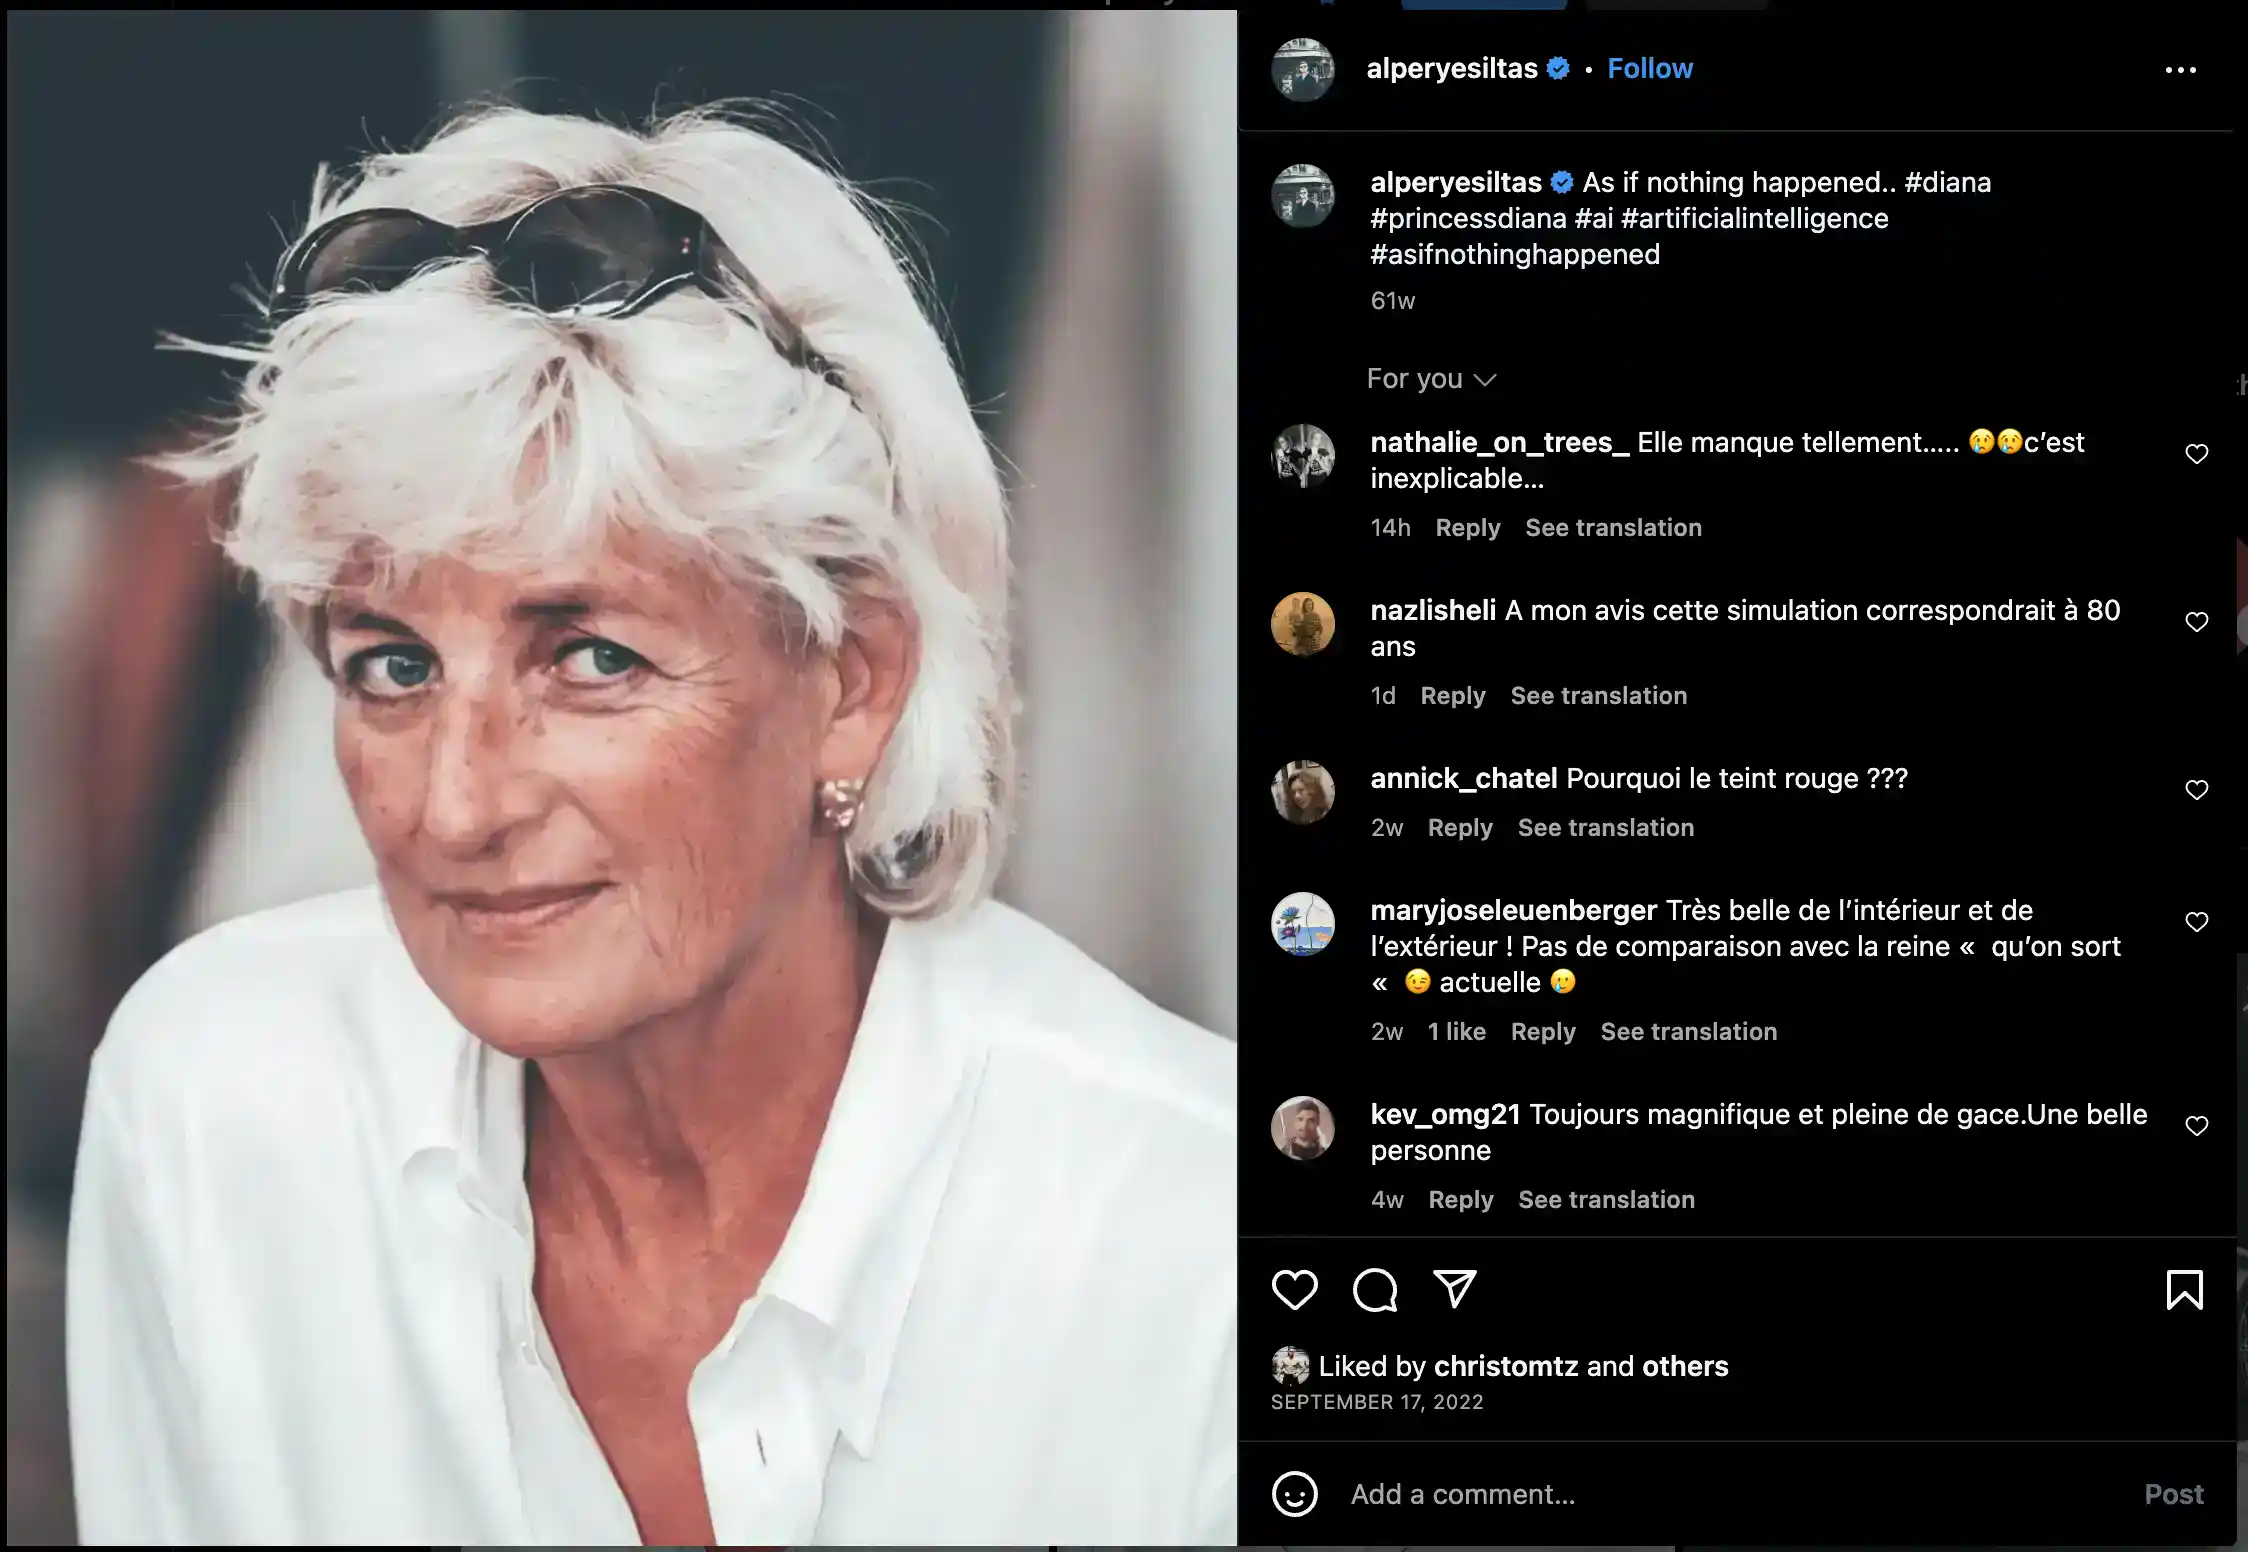 alperyesiltas • Follow
alperyesiltas As if nothing happened.. #diana
#princessdiana #ai #artificialintelligence
#asifnothinghappened
61w
For you
nathalie_on_trees_ Elle manque tellement..... 😢😢c’est
inexplicable...
14h Reply See translation
nazlisheli A mon avis cette simulation correspondrait à 80
ans
1d Reply See translation
annick_chatel Pourquoi le teint rouge ???
2w Reply See translation
maryjoseleuenberger Très belle de l’intérieur et de
l’extérieur ! Pas de comparaison avec la reine «  qu’on sort
«  😉 actuelle 🥲
2w 1 like Reply See translation
kev_omg21 Toujours magnifique et pleine de gace.Une belle
personne
4w Reply See translation
Liked by christomtz and others
SEPTEMBER 17, 2022
Add a comment...
Post